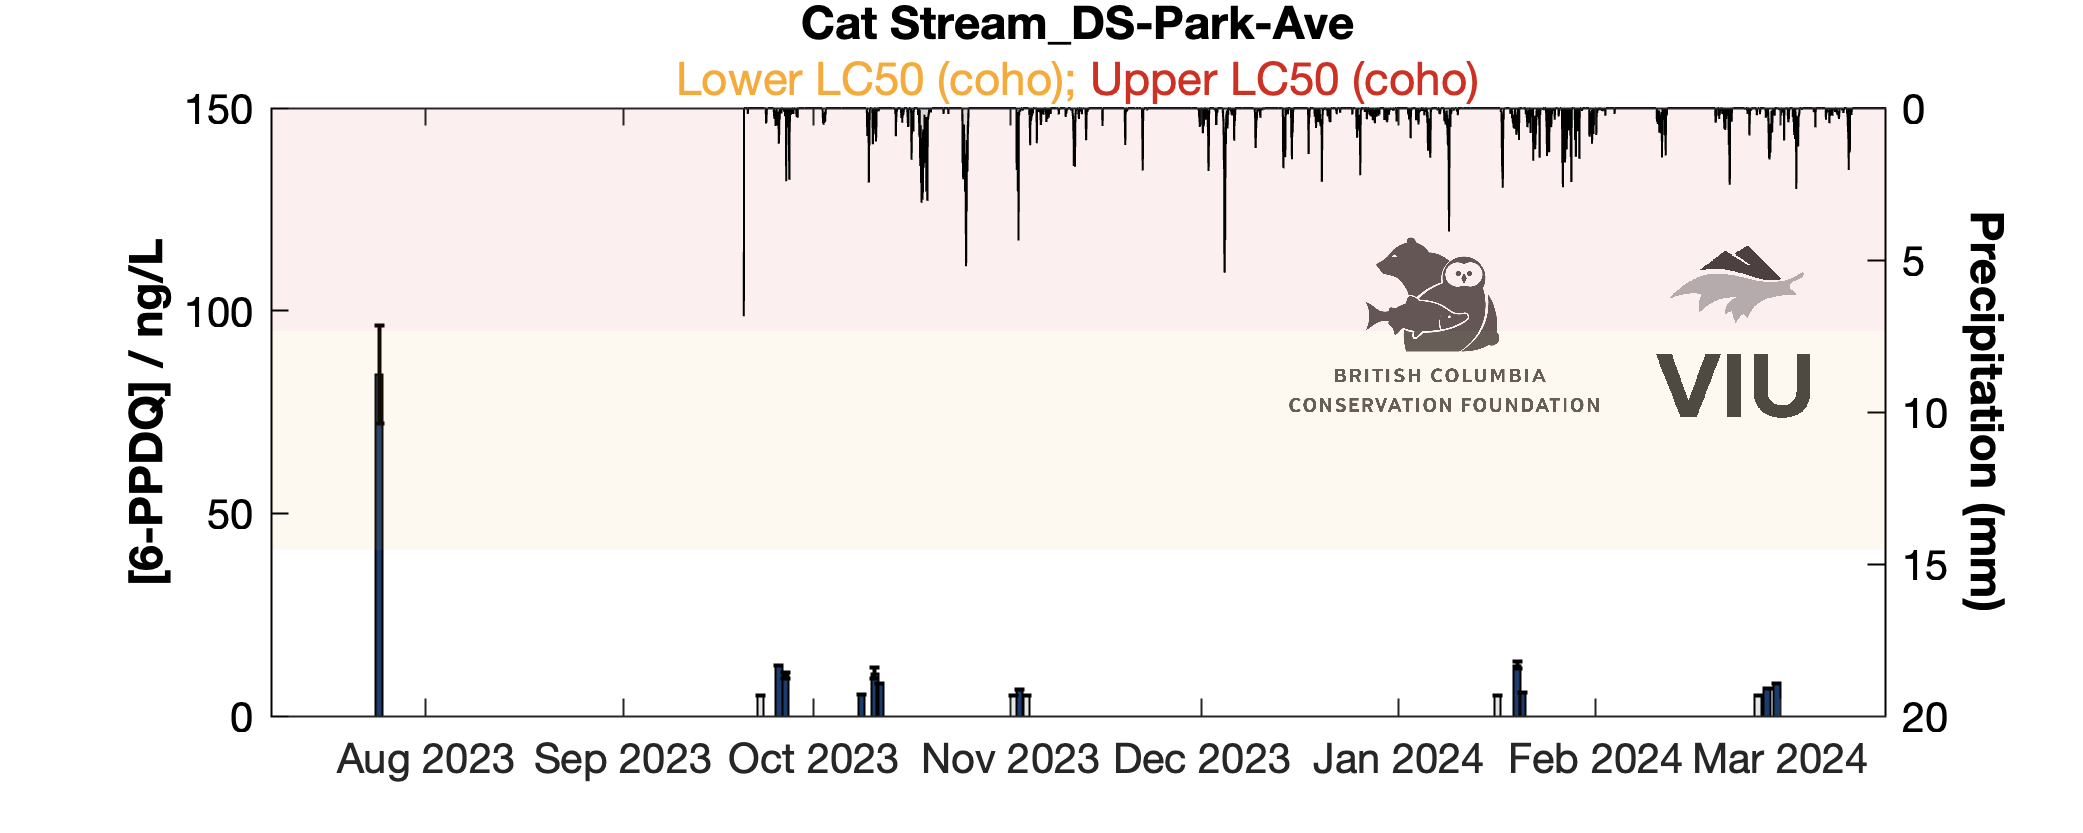 Cat Stream_DS-Park-Ave
Lower LC50 (coho); Upper LC50 (coho)
150
100
50
0
[6-PPDQ] / ng/L
0
5
10
15
20
Precipitation (mm)
BRITISH COLUMBIA
CONSERVATION FOUNDATION
VIU
Aug 2023 Sep 2023 Oct 2023 Nov 2023 Dec 2023 Jan 2024 Feb 2024 Mar 2024